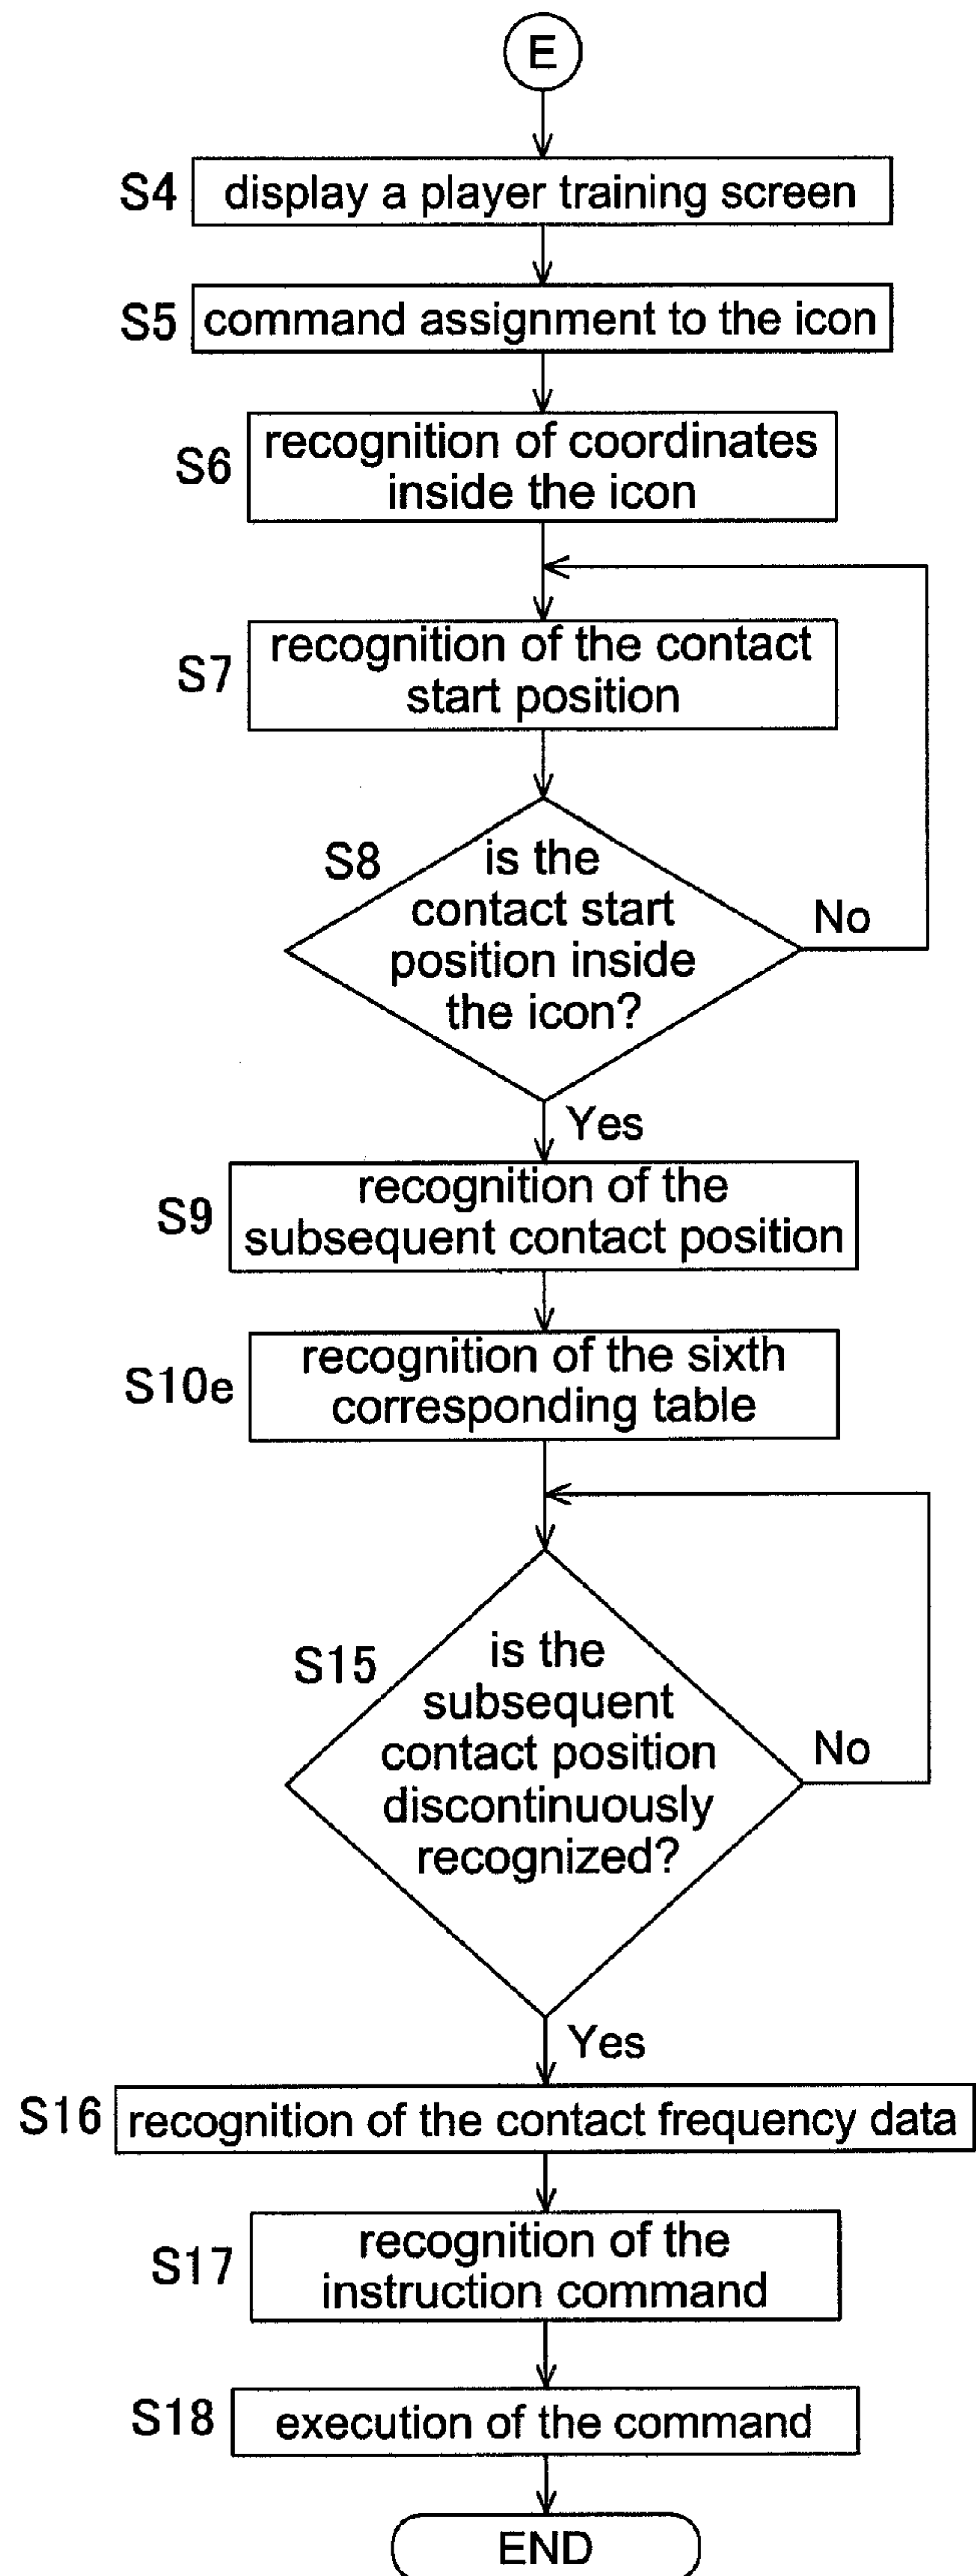 E
S4 display a player training screen
S5 command assignment to the icon
S6 recognition of coordinates
inside the icon
S7 recognition of the contact
start position
S8 is the
contact start
position inside
the icon?
No
Yes
S9 recognition of the
subsequent contact position
S10e recognition of the sixth
corresponding table
S15 is the
subsequent
contact position
discontinuously
recognized?
No
Yes
S16 recognition of the contact frequency data
S17 recognition of the
instruction command
S18 execution of the command
END